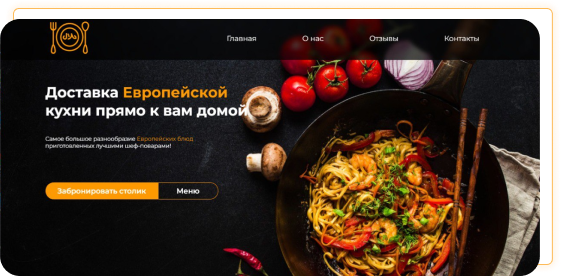 Главная
О нас
Отзывы
Контакты
Доставка Европейской
кухни прямо к вам домой
Самое большое разнообразие Европейских блюд
приготовленных лучшими шеф-поварами!
Забронировать столик
Меню